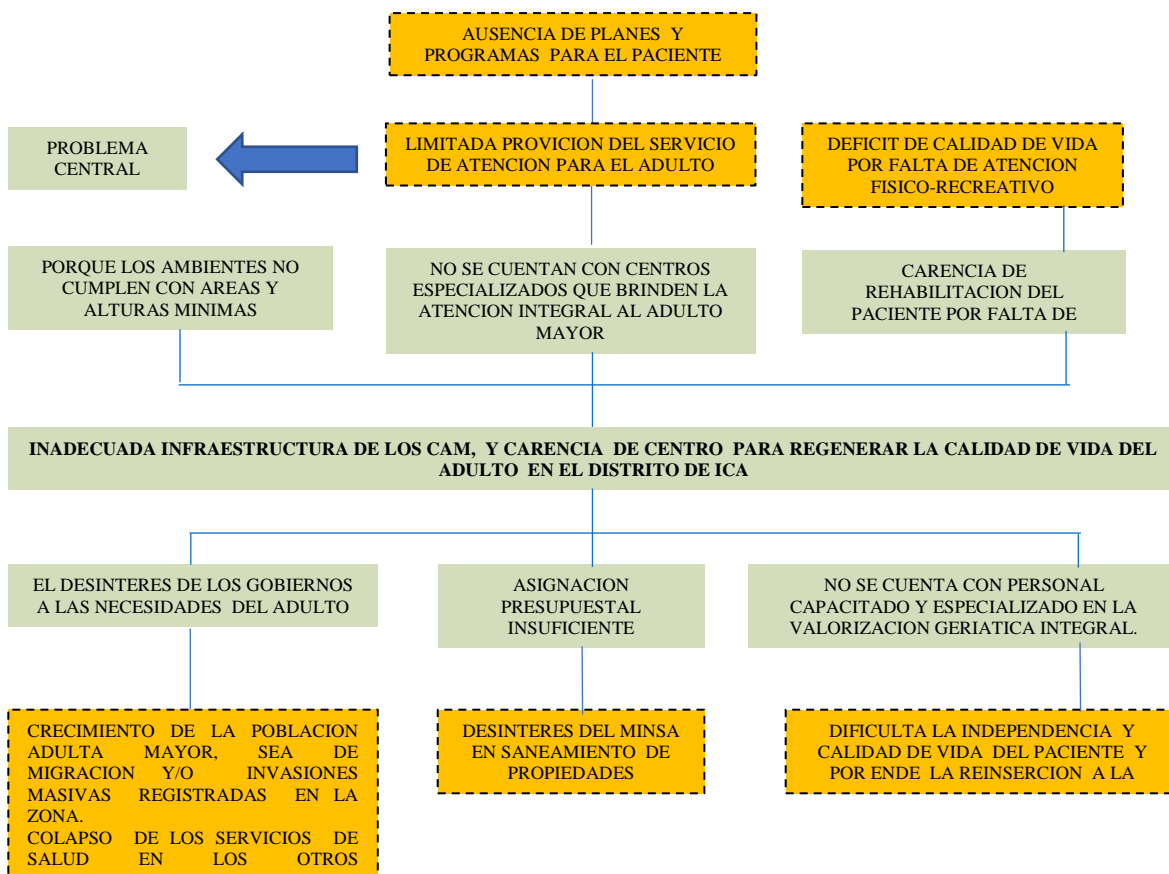 AUSENCIA DE PLANES Y
PROGRAMAS PARA EL PACIENTE
PROBLEMA
CENTRAL
LIMITADA PROVICION DEL SERVICIO
DE ATENCION PARA EL ADULTO
DEFICIT DE CALIDAD DE VIDA
POR FALTA DE ATENCION
FISICO-RECREATIVO
PORQUE LOS AMBIENTES NO
CUMPLEN CON AREAS Y
ALTURAS MINIMAS
NO SE CUENTAN CON CENTROS
ESPECIALIZADOS QUE BRINDEN LA
ATENCION INTEGRAL AL ADULTO
MAYOR
CARENCIA DE
REHABILITACION DEL
PACIENTE POR FALTA DE
INADECUADA INFRAESTRUCTURA DE LOS CAM, Y CARENCIA DE CENTRO PARA REGENERAR LA CALIDAD DE VIDA DEL
ADULTO EN EL DISTRITO DE ICA
EL DESINTERES DE LOS GOBIERNOS
A LAS NECESIDADES DEL ADULTO
ASIGNACION
PRESUPUESTAL
INSUFICIENTE
NO SE CUENTA CON PERSONAL
CAPACITADO Y ESPECIALIZADO EN LA
VALORIZACION GERIATICA INTEGRAL.
CRECIMIENTO DE LA POBLACION
ADULTA MAYOR, SEA DE
MIGRACION Y/O INVASIONES
MASIVAS REGISTRADAS EN LA
ZONA.
COLAPSO DE LOS SERVICIOS DE
SALUD EN LOS OTROS
DESINTERES DEL MINSA
EN SANEAMIENTO DE
PROPIEDADES
DIFICULTA LA INDEPENDENCIA Y
CALIDAD DE VIDA DEL PACIENTE Y
POR ENDE LA REINSERCION A LA